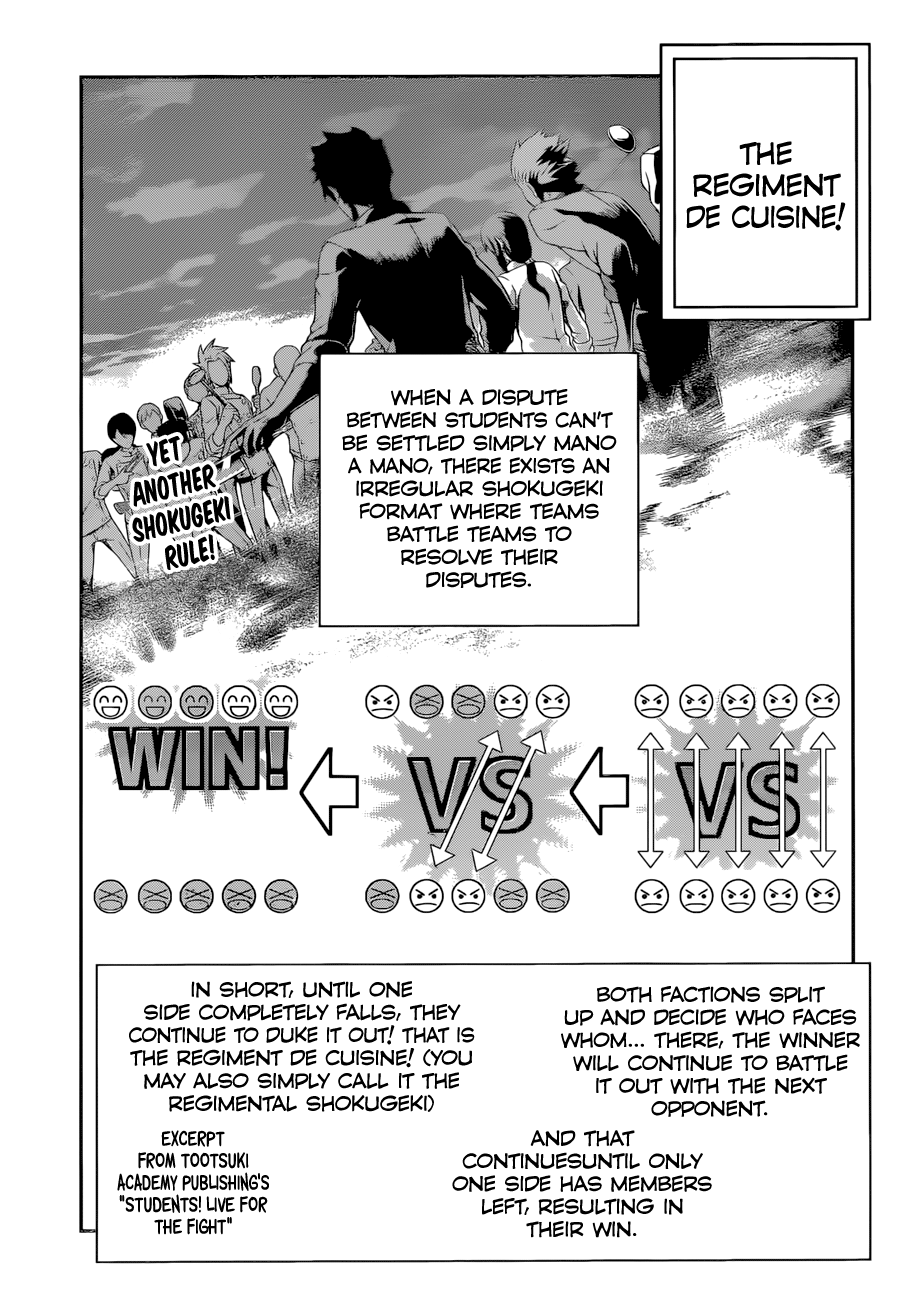 THE
REGIMENT
DE CUISINE!
WHEN A DISPUTE
BETWEEN STUDENTS CAN'T
BE SETTLED SIMPLY MANO
A MANO, THERE EXISTS AN
IRREGULAR SHOKUGEKI
FORMAT WHERE TEAMS
BATTLE TEAMS TO
RESOLVE THEIR
DISPUTES.
YET
ANOTHER
SHOKUGEKI
RULE!
VS
VS
WIN!
BOTH FACTIONS SPLIT
UP AND DECIDE WHO FACES
WHOM... THERE, THE WINNER
WILL CONTINUE TO BATTLE
IT OUT WITH THE NEXT
OPPONENT.
AND THAT
CONTINUESUNTIL ONLY
ONE SIDE HAS MEMBERS
LEFT, RESULTING IN
THEIR WIN.
IN SHORT, UNTIL ONE
SIDE COMPLETELY FALLS, THEY
CONTINUE TO DUKE IT OUT! THAT IS
THE REGIMENT DE CUISINE! (YOU
MAY ALSO SIMPLY CALL IT THE
REGIMENTAL SHOKUGEKI)
EXCERPT
FROM TOOTSUKI
ACADEMY PUBLISHING'S
"STUDENTS! LIVE FOR
THE FIGHT"